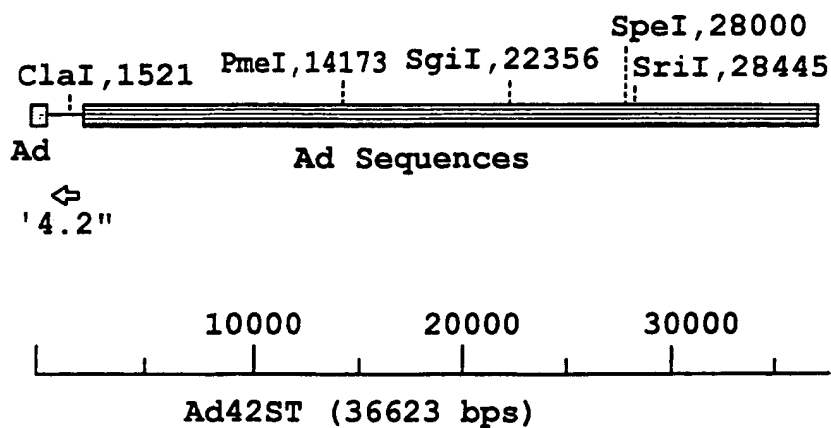 SpeI,28000
ClaI,1521
PmeI,14173
SgiI,22356
SriI,28445
Ad
Ad Sequences
'4.2"
10000
20000
30000
Ad42ST (36623 bps)